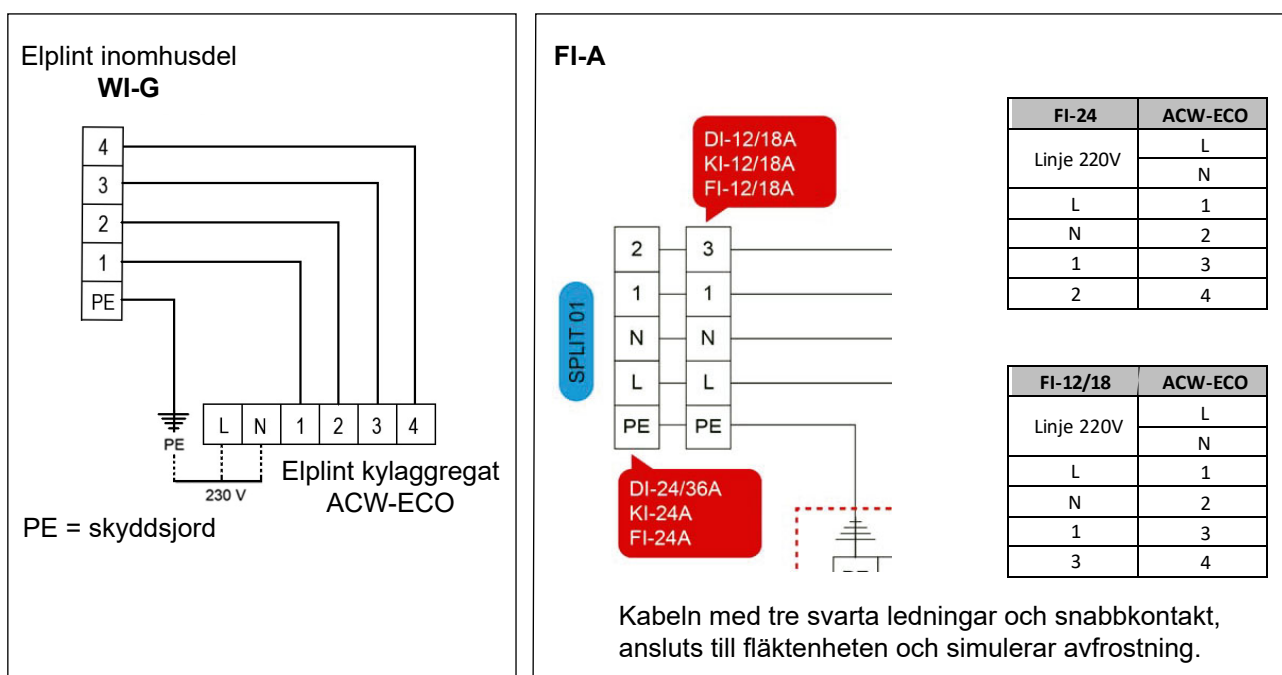 Elplint inomhusdel
WI-G
4
3
2
1
PE
PE
L N 1 2 3 4
230 V
Elplint kylaggregat
ACW-ECO
PE = skyddsjord
FI-A
DI-12/18A
KI-12/18A
FI-12/18A
SPLIT 01
2 3
1 1
N N
L L
PE PE
DI-24/36A
KI-24A
FI-24A
FI-24 ACW-ECO
Linje 220V L
N
L 1
N 2
1 3
2 4
FI-12/18 ACW-ECO
Linje 220V L
N
L 1
N 2
1 3
3 4
Kabeln med tre svarta ledningar och snabbkontakt,
ansluts till fläktenheten och simulerar avfrostning.